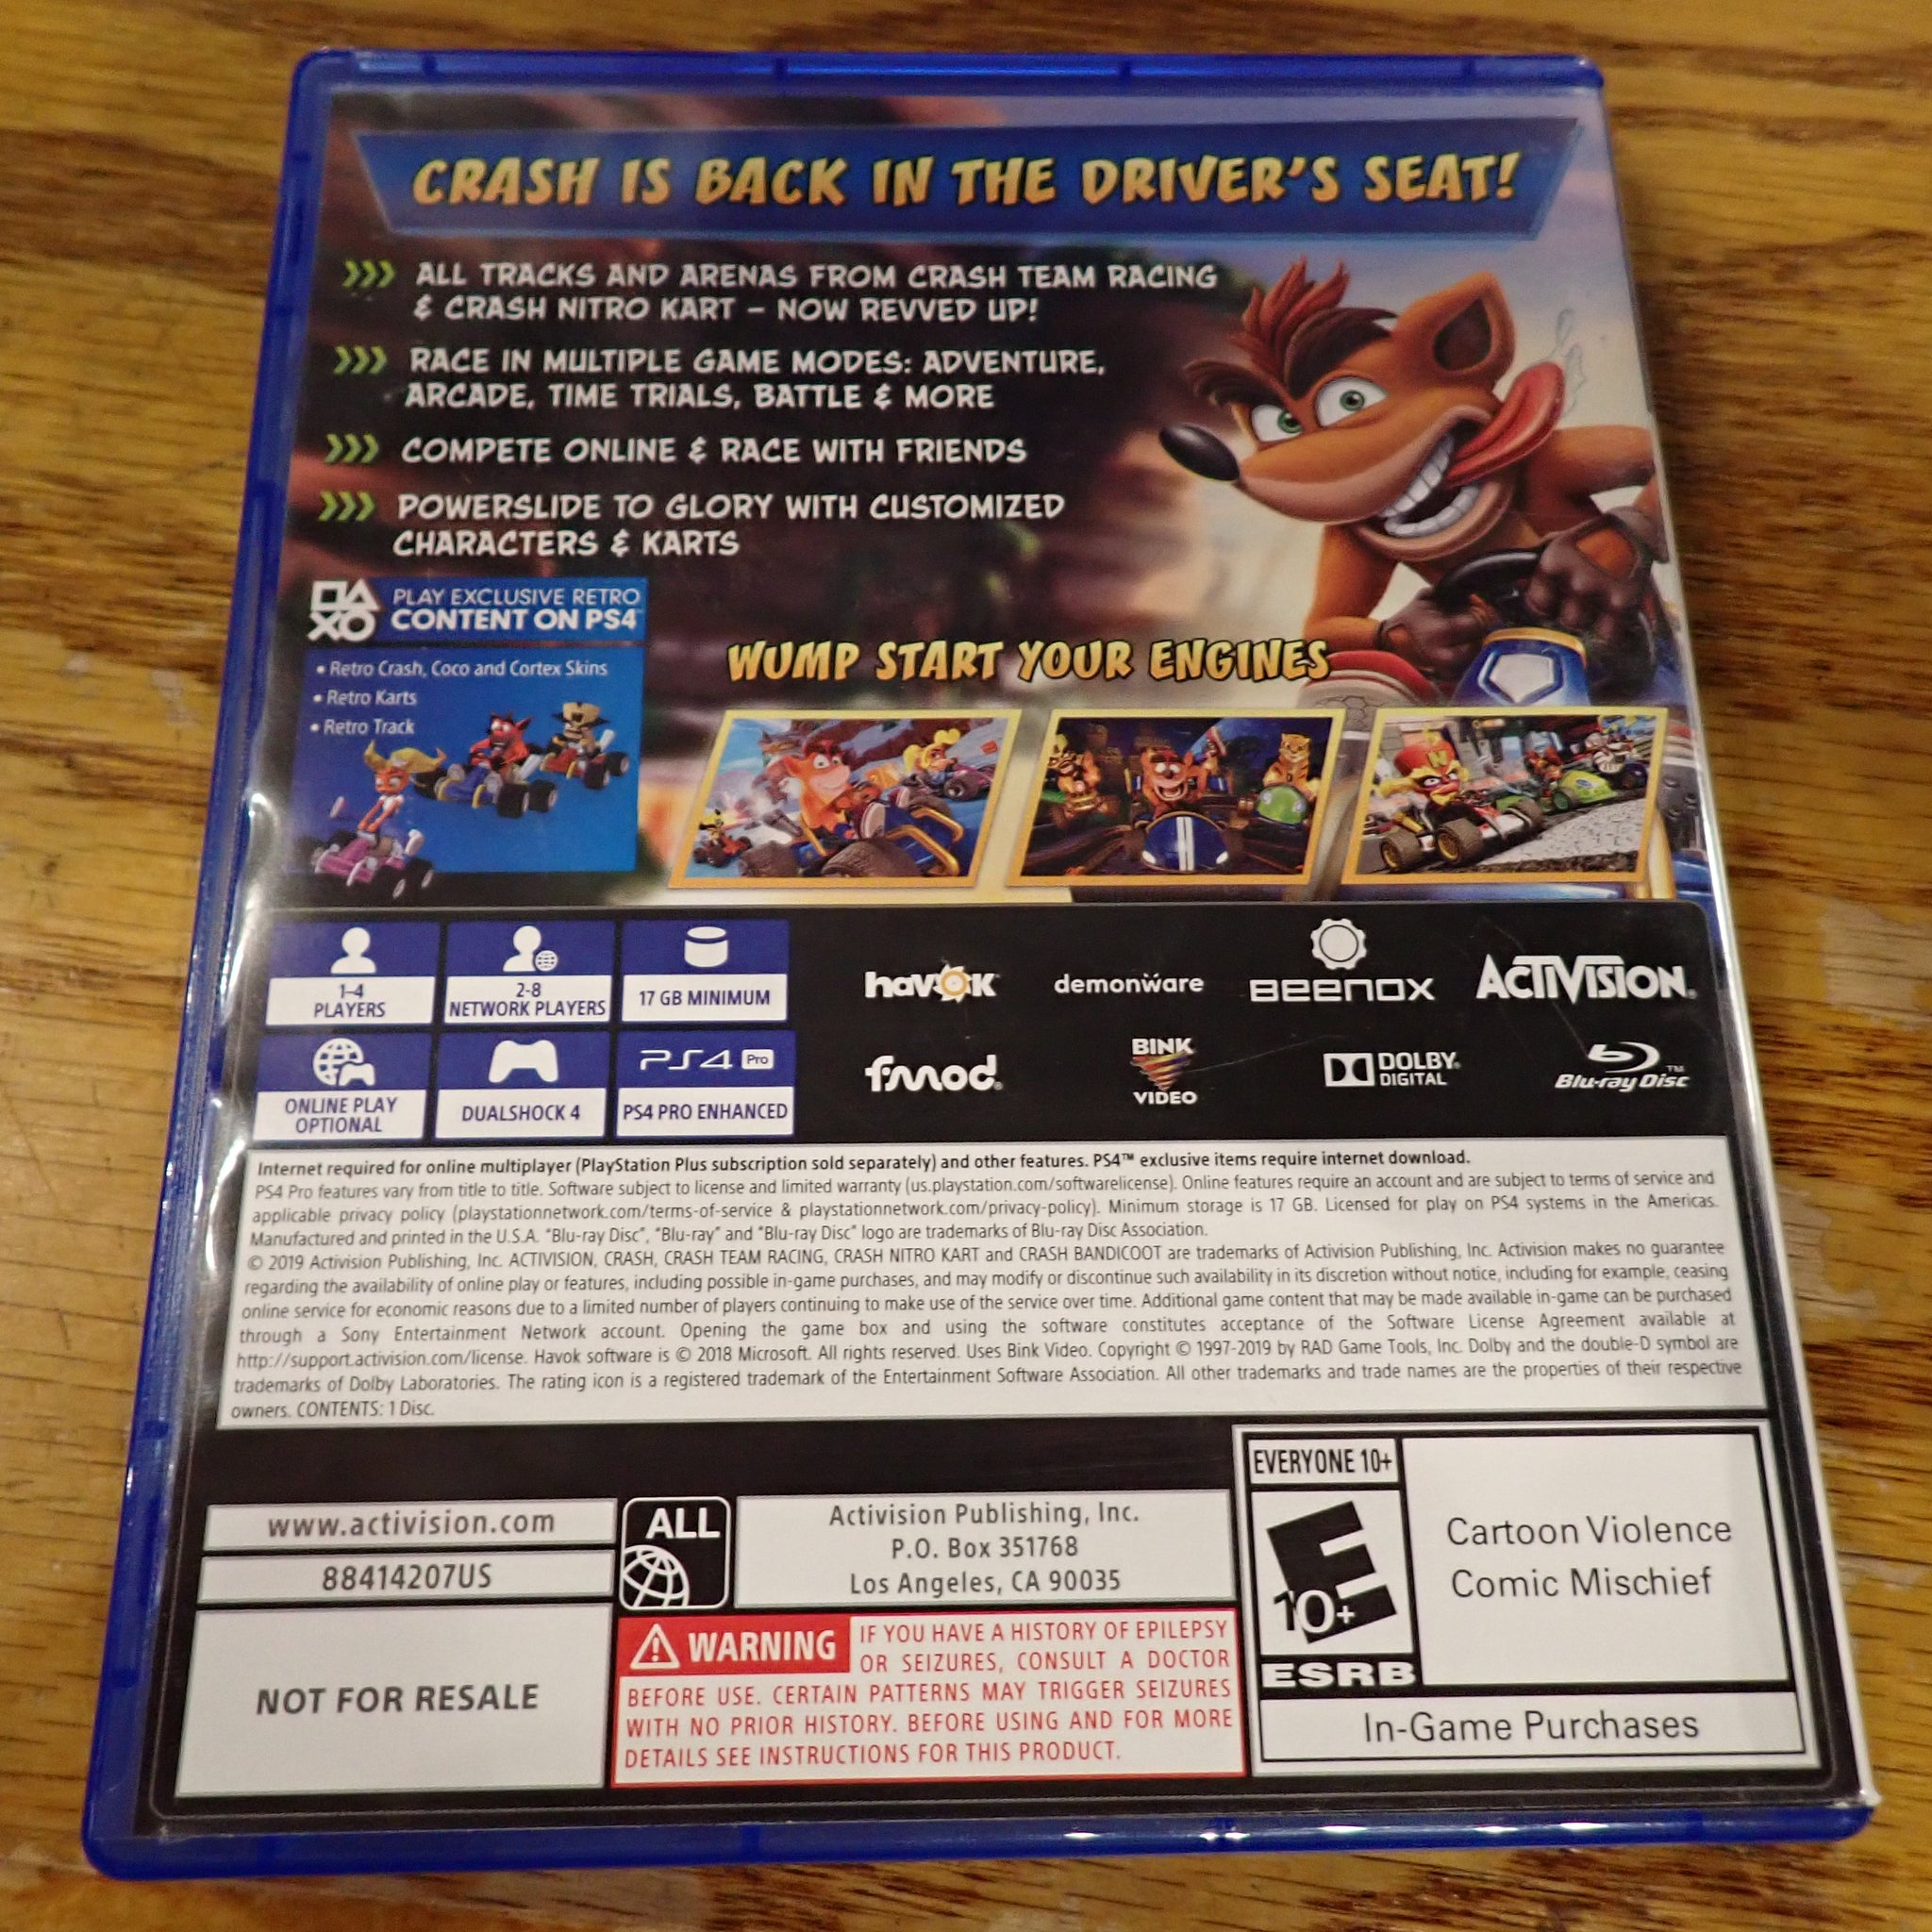 CRASH IS BACK IN THE DRIVER'S SEAT!
ALL TRACKS AND ARENAS FROM CRASH TEAM RACING
& CRASH NITRO KART – NOW REVVED UP!
RACE IN MULTIPLE GAME MODES: ADVENTURE,
ARCADE, TIME TRIALS, BATTLE & MORE
COMPETE ONLINE & RACE WITH FRIENDS
POWERSLIDE TO GLORY WITH CUSTOMIZED
CHARACTERS & KARTS
PLAY EXCLUSIVE RETRO
CONTENT ON PS4™
• Retro Crash, Coco and Cortex Skins
• Retro Karts
• Retro Track
WUMP START YOUR ENGINES
1-4
PLAYERS
2-8
NETWORK PLAYERS
17 GB MINIMUM
ONLINE PLAY
OPTIONAL
DUALSHOCK 4
PS4 Pro
PS4 PRO ENHANCED
havok
demonware
BEENOX
ACTIVISION®
fmod®
BINK
VIDEO
DOLBY®
DIGITAL
Blu-ray Disc™
Internet required for online multiplayer (PlayStation Plus subscription sold separately) and other features. PS4™ exclusive items require internet download.
PS4 Pro features vary from title to title. Software subject to license and limited warranty (us.playstation.com/softwarelicense). Online features require an account and are subject to terms of service and
applicable privacy policy (playstationnetwork.com/terms-of-service & playstationnetwork.com/privacy-policy). Minimum storage is 17 GB. Licensed for play on PS4 systems in the Americas.
Manufactured and printed in the U.S.A. "Blu-ray Disc", "Blu-ray" and "Blu-ray Disc" logo are trademarks of Blu-ray Disc Association.
© 2019 Activision Publishing, Inc. ACTIVISION, CRASH, CRASH TEAM RACING, CRASH NITRO KART and CRASH BANDICOOT are trademarks of Activision Publishing, Inc. Activision makes no guarantee
regarding the availability of online play or features, including possible in-game purchases, and may modify or discontinue such availability in its discretion without notice, including for example, ceasing
online service for economic reasons due to a limited number of players continuing to make use of the service over time. Additional game content that may be made available in-game can be purchased
through a Sony Entertainment Network account. Opening the game box and using the software constitutes acceptance of the Software License Agreement available at
http://support.activision.com/license. Havok software is © 2018 Microsoft. All rights reserved. Uses Bink Video. Copyright © 1997-2019 by RAD Game Tools, Inc. Dolby and the double-D symbol are
trademarks of Dolby Laboratories. The rating icon is a registered trademark of the Entertainment Software Association. All other trademarks and trade names are the properties of their respective
owners. CONTENTS: 1 Disc.
www.activision.com
88414207US
NOT FOR RESALE
ALL
Activision Publishing, Inc.
P.O. Box 351768
Los Angeles, CA 90035
WARNING IF YOU HAVE A HISTORY OF EPILEPSY
OR SEIZURES, CONSULT A DOCTOR
BEFORE USE. CERTAIN PATTERNS MAY TRIGGER SEIZURES
WITH NO PRIOR HISTORY. BEFORE USING AND FOR MORE
DETAILS SEE INSTRUCTIONS FOR THIS PRODUCT.
EVERYONE 10+
E
10+
ESRB
Cartoon Violence
Comic Mischief
In-Game Purchases